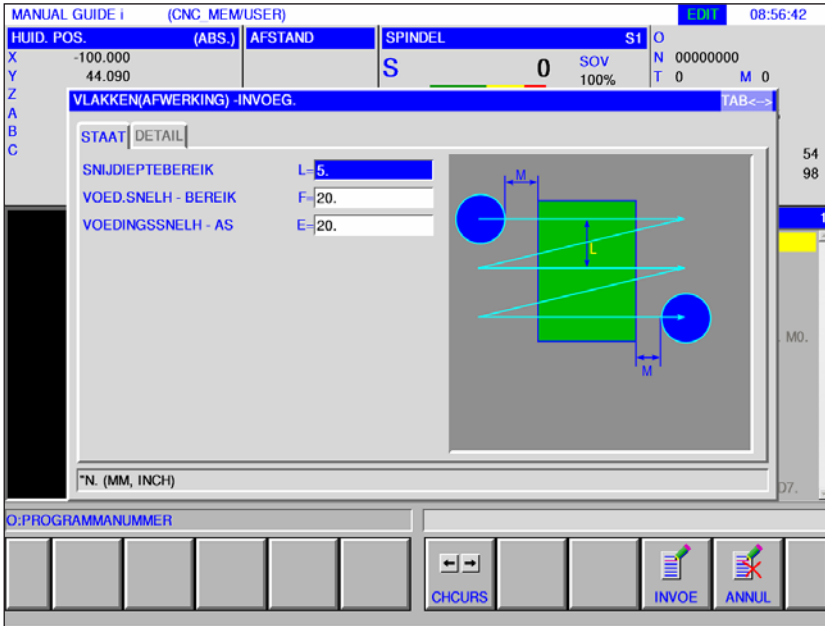 MANUAL GUIDE i (CNC_MEM/USER) EDIT 08:56:42
HUID. POS. (ABS.) AFSTAND SPINDEL S1 O
X -100.000 S 0 SOV 100% N 00000000
Y 44.090 T 0 M 0
Z
A
B
C
54
98
VLAKKEN(AFWERKING) -INVOEG. TAB<-->
STAAT DETAIL
SNIJDIEPTEBEREIK L= 5.
VOED.SNELH - BEREIK F= 20.
VOEDINGSSNELH - AS E= 20.
M
L
M
1
M0.
D7.
"N. (MM, INCH)
O:PROGRAMMANUMMER
CHCURS INVOE ANNUL